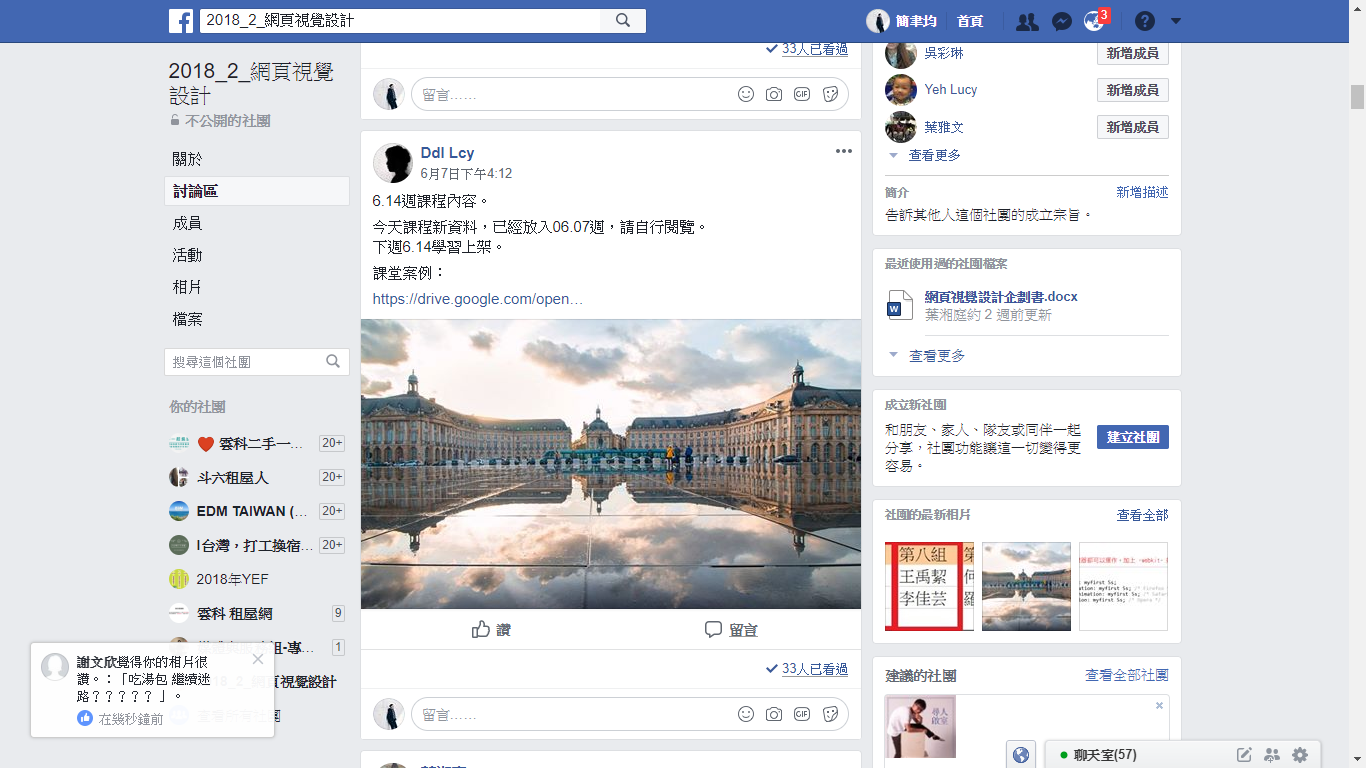 2018_2_網頁視覺設計
簡聿均
首頁
3
2018_2_網頁視覺
設計
不公開的社團
關於
討論區
成員
活動
相片
檔案
搜尋這個社團
你的社團
雲科二手一…
20+
斗六租屋人
20+
EDM TAIWAN (…
20+
I台灣，打工換宿…
20+
2018年YEF
雲科 租屋網
9
組-專…
1
網頁視覺設計
謝文欣覺得你的相片很
讚。：「吃湯包 繼續迷
路？？？？？」。
在幾秒鐘前
33人已看過
留言……
GIF
Ddl Lcy
6月7日下午4:12
6.14週課程內容。
今天課程新資料，已經放入06.07週，請自行閱覽。
下週6.14學習上架。
課堂案例：
https://drive.google.com/open…
讚
留言
33人已看過
留言……
GIF
吳彩琳
新增成員
Yeh Lucy
新增成員
葉雅文
新增成員
查看更多
簡介
新增描述
告訴其他人這個社團的成立宗旨。
最近使用過的社團檔案
網頁視覺設計企劃書.docx
葉湘庭約 2 週前更新
查看更多
成立新社團
和朋友、家人、隊友或同伴一起
分享，社團功能讓這一切變得更
容易。
建立社團
社團的最新相片
查看全部
第八組
王禹絜
李佳芸
建議的社團
查看全部社團
尋人
啟室
聊天室(57)